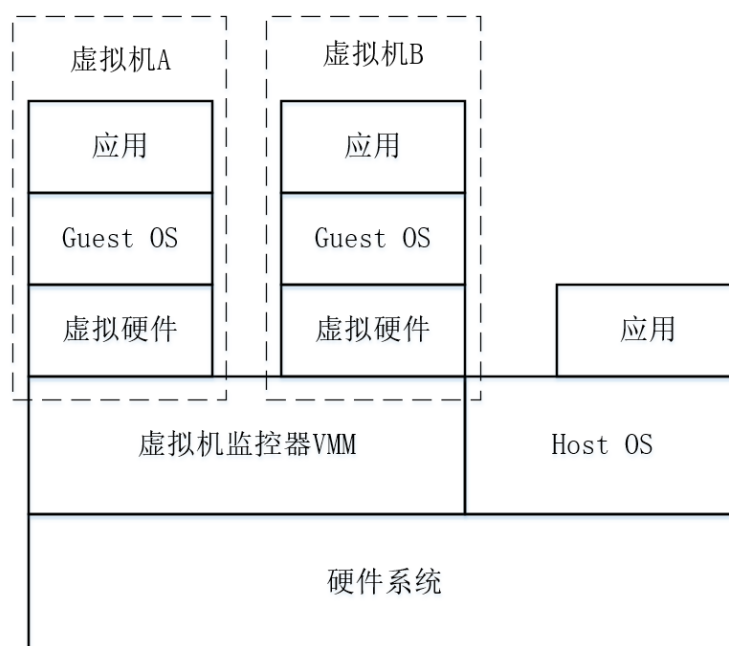 虚拟机A
虚拟机B
应用
应用
Guest OS
Guest OS
虚拟硬件
虚拟硬件
应用
虚拟机监控器VMM
Host OS
硬件系统